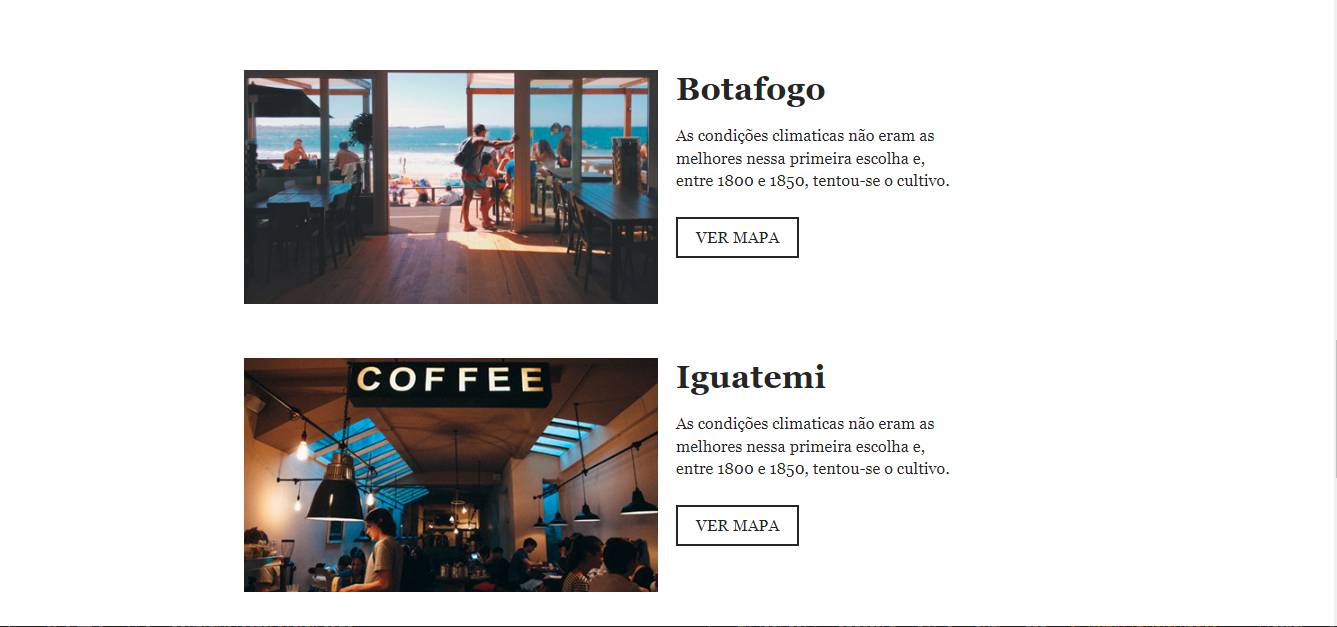 Botafogo
As condições climaticas não eram as
melhores nessa primeira escolha e,
entre 1800 e 1850, tentou-se o cultivo.
VER MAPA
COFFEE
Iguatemi
As condições climaticas não eram as
melhores nessa primeira escolha e,
entre 1800 e 1850, tentou-se o cultivo.
VER MAPA